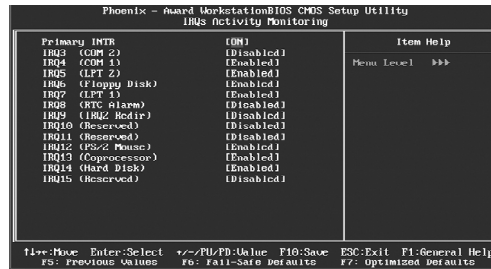 Phoenix - Award WorkstationBIOS CMOS Setup Utility
IRQs Activity Monitoring
Primary INTR [ON]
Item Help
IRQ3 (COM 2) [Disabled]
IRQ4 (COM 1) [Enabled]
Menu Level ▸▸▸
IRQ5 (LPT 2) [Enabled]
IRQ6 (Floppy Disk) [Enabled]
IRQ7 (LPT 1) [Enabled]
IRQ8 (RTC Alarm) [Disabled]
IRQ9 (IRQ2 Redir) [Disabled]
IRQ10 (Reserved) [Disabled]
IRQ11 (Reserved) [Disabled]
IRQ12 (PS/2 Mouse) [Enabled]
IRQ13 (Coprocessor) [Enabled]
IRQ14 (Hard Disk) [Enabled]
IRQ15 (Reserved) [Disabled]
↑↓→←:Move Enter:Select +/-/PU/PD:Value F10:Save ESC:Exit F1:General Help
F5: Previous Values F6: Fail-Safe Defaults F7: Optimized Defaults